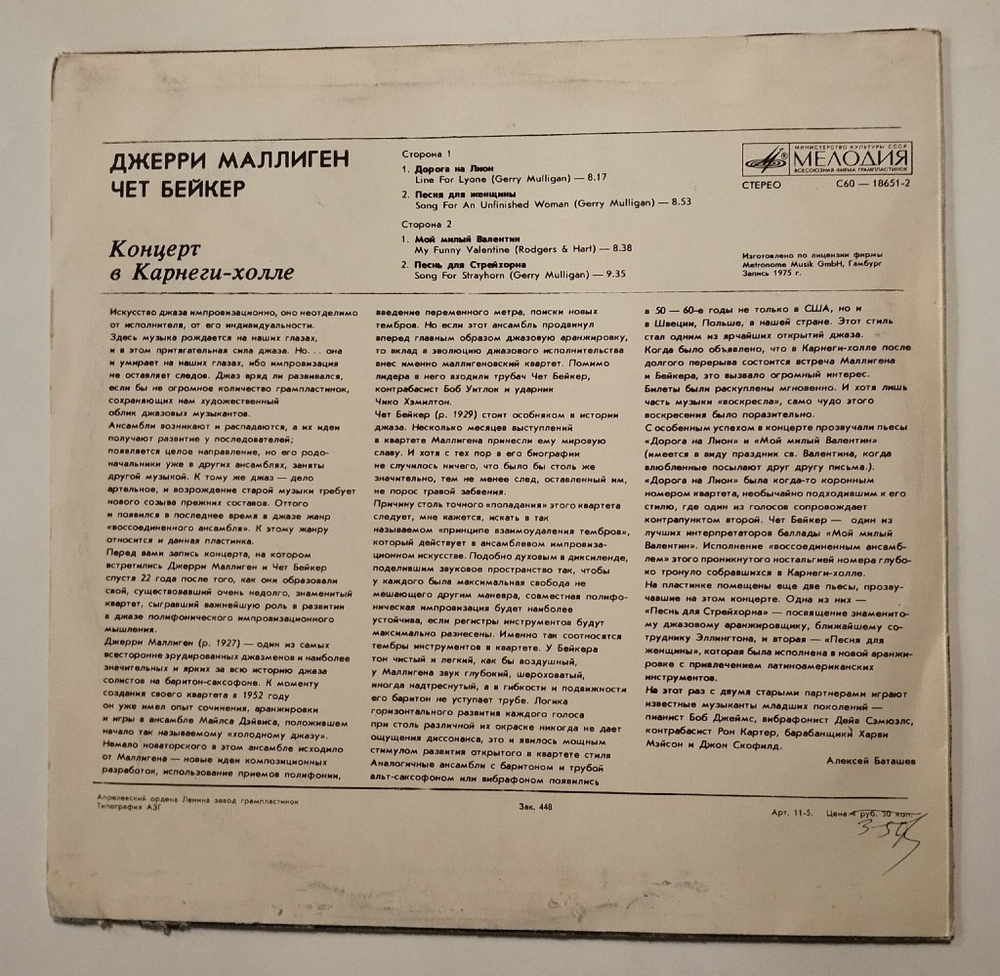 ДЖЕРРИ МАЛЛИГЕН
ЧЕТ БЕЙКЕР
Концерт
в Карнеги-холле
Сторона 1
1. Дорога на Лион
Line For Lyone (Gerry Mulligan) — 8.17
2. Песня для женщины
Song For An Unfinished Woman (Gerry Mulligan) — 8.53
Сторона 2
1. Мой милый Валентин
My Funny Valentine (Rodgers & Hart) — 8.38
2. Песнь для Стрейхорна
Song For Strayhorn (Gerry Mulligan) — 9.35
МИНИСТЕРСТВО КУЛЬТУРЫ СССР
МЕЛОДИЯ
ВСЕСОЮЗНАЯ ФИРМА ГРАМПЛАСТИНОК
СТЕРЕО С60 — 18651-2
Изготовлено по лицензии фирмы
Metronome Musik GmbH, Гамбург
Запись 1975 г.
Искусство джаза импровизационно, оно неотделимо
от исполнителя, от его индивидуальности.
Здесь музыка рождается на наших глазах,
и в этом притягательная сила джаза. Но... она
и умирает на наших глазах, ибо импровизация
не оставляет следов. Джаз вряд ли развивался,
если бы не огромное количество грампластинок,
сохраняющих нам художественный
облик джазовых музыкантов.
Ансамбли возникают и распадаются, а их идеи
получают развитие у последователей;
появляется целое направление, но его родо-
начальники уже в других ансамблях, заняты
другой музыкой. К тому же джаз — дело
артельное, и возрождение старой музыки требует
нового созыва прежних составов. Оттого
и появился в последнее время в джазе жанр
«воссоединенного ансамбля». К этому жанру
относится и данная пластинка.
Перед вами запись концерта, на котором
встретились Джерри Маллиген и Чет Бейкер
спустя 22 года после того, как они образовали
свой, существовавший очень недолго, знаменитый
квартет, сыгравший важнейшую роль в развитии
в джазе полифонического импровизационного
мышления.
Джерри Маллиген (р. 1927) — один из самых
всесторонне эрудированных джазменов и наиболее
значительных и ярких за всю историю джаза
солистов на баритон-саксофоне. К моменту
создания своего квартета в 1952 году
он уже имел опыт сочинения, аранжировки
и игры в ансамбле Майлса Дэйвиса, положившем
начало так называемому «холодному джазу».
Немало новаторского в этом ансамбле исходило
от Маллигена — новые идеи композиционных
разработок, использование приемов полифонии,
введение переменного метра, поиски новых
тембров. Но если этот ансамбль продвинул
вперед главным образом джазовую аранжировку,
то вклад в эволюцию джазового исполнительства
внес именно маллигеновский квартет. Помимо
лидера в него входили трубач Чет Бейкер,
контрабасист Боб Уитлок и ударник
Чико Хэмилтон.
Чет Бейкер (р. 1929) стоит особняком в истории
джаза. Несколько месяцев выступлений
в квартете Маллигена принесли ему мировую
славу. И хотя с тех пор в его биографии
не случилось ничего, что было бы столь же
значительно, тем не менее след, оставленный им,
не порос травой забвения.
Причину столь точного «попадания» этого квартета
следует, мне кажется, искать в так
называемом «принципе взаимоудаления тембров»,
который действует в ансамблевом импровиза-
ционном искусстве. Подобно духовым в диксиленде,
поделившим звуковое пространство так, чтобы
у каждого была максимальная свобода не
мешающего другим маневра, совместная полифо-
ническая импровизация будет наиболее
устойчива, если регистры инструментов будут
максимально разнесены. Именно так соотносятся
тембры инструментов в квартете. У Бейкера
тон чистый и легкий, как бы воздушный,
у Маллигена звук глубокий, шероховатый,
иногда надтреснутый, а в гибкости и подвижности
его баритон не уступает трубе. Логика
горизонтального развития каждого голоса
при столь различной их окраске никогда не дает
ощущения диссонанса, это и явилось мощным
стимулом развития открытого в квартете стиля
Аналогичные ансамбли с баритоном и трубой
альт-саксофоном или вибрафоном появились
в 50 — 60-е годы не только в США, но и
в Швеции, Польше, в нашей стране. Этот стиль
стал одним из ярчайших открытий джаза.
Когда было объявлено, что в Карнеги-холле после
долгого перерыва состоится встреча Маллигена
и Бейкера, это вызвало огромный интерес.
Билеты были раскуплены мгновенно. И хотя лишь
часть музыки «воскресла», само чудо этого
воскресения было поразительно.
С особенным успехом в концерте прозвучали пьесы
«Дорога на Лион» и «Мой милый Валентин»
(имеется в виду праздник св. Валентина, когда
влюбленные посылают друг другу письма.).
«Дорога на Лион» была когда-то коронным
номером квартета, необычайно подходившим к его
стилю, где один из голосов сопровождает
контрапунктом второй. Чет Бейкер — один из
лучших интерпретаторов баллады «Мой милый
Валентин». Исполнение «воссоединенным ансамб-
лем» этого проникнутого ностальгией номера глубо-
ко тронуло собравшихся в Карнеги-холле.
На пластинке помещены еще две пьесы, прозву-
чавшие на этом концерте. Одна из них —
«Песнь для Стрейхорна» — посвящение знаменито-
му джазовому аранжировщику, ближайшему со-
труднику Эллингтона, и вторая — «Песня для
женщины», которая была исполнена в новой аранжи-
ровке с привлечением латиноамериканских
инструментов.
На этот раз с двумя старыми партнерами играют
известные музыканты младших поколений —
пианист Боб Джеймс, вибрафонист Дейв Сэмюэлс,
контрабасист Рон Картер, барабанщики Харви
Мэйсон и Джон Скофилд.
Алексей Баташев
Апрелевский ордена Ленина завод грампластинок
Типография АЗГ
Зак. 448
Арт. 11-5. Цена 4 руб. 50 коп.
3-50